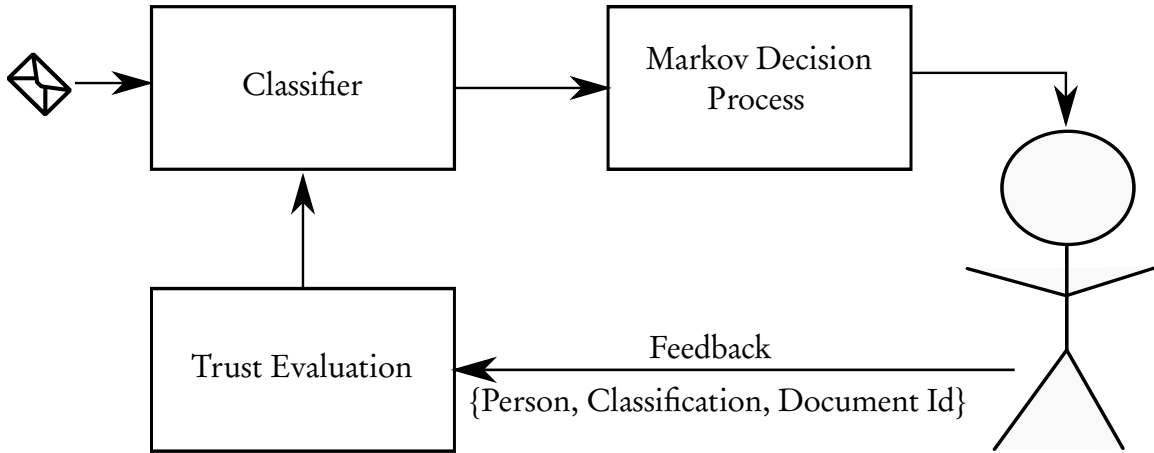 Classifier
Markov Decision
Process
Trust Evaluation
Feedback
{Person, Classification, Document Id}